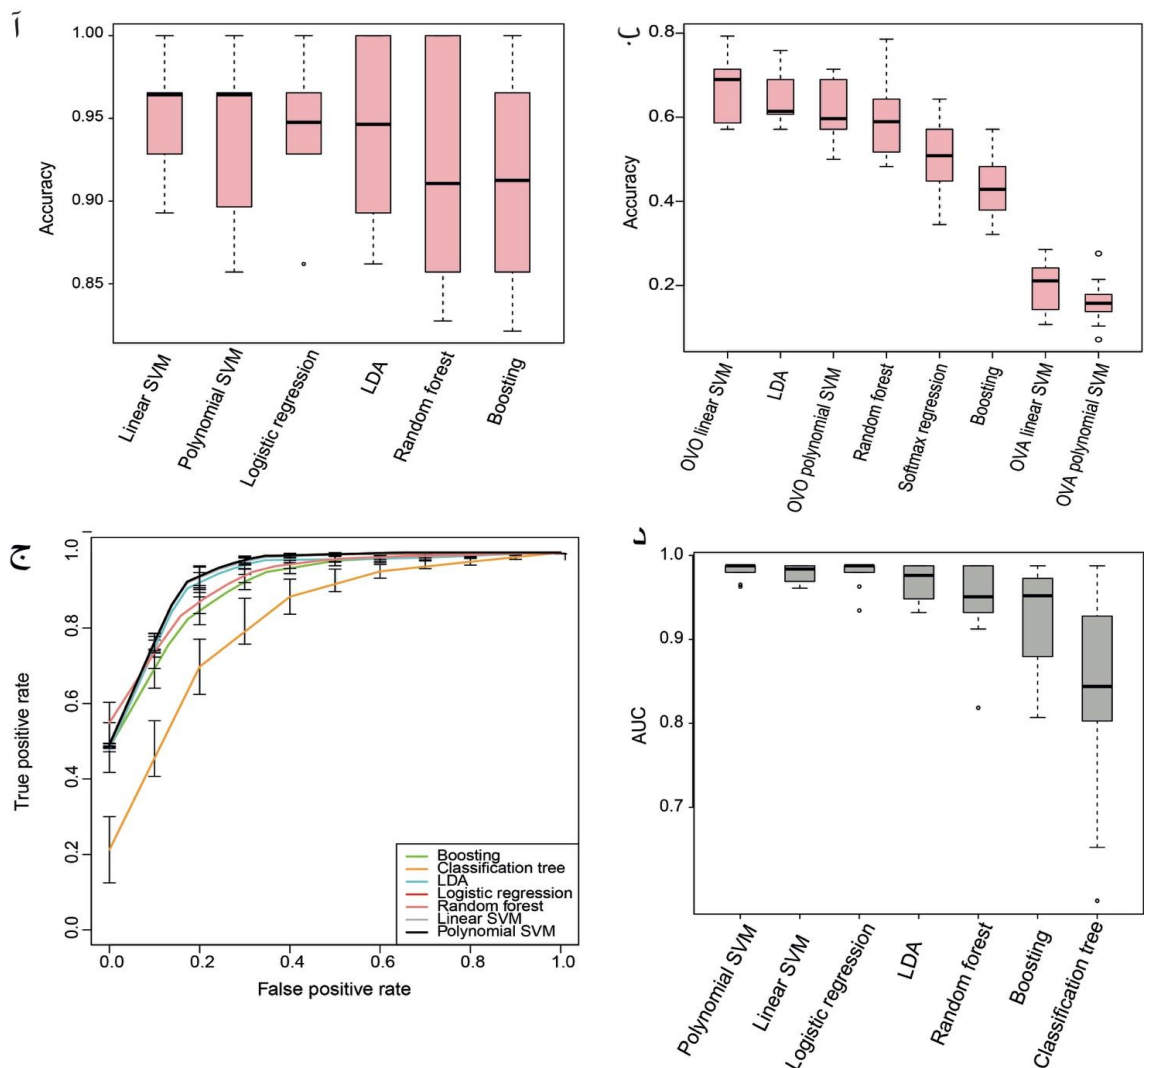 آ
1.00
0.95
0.90
0.85
Accuracy
Linear SVM
Polynomial SVM
Logistic regression
LDA
Random forest
Boosting
0.8
0.6
0.4
0.2
Accuracy
OVO linear SVM
LDA
OVO polynomial SVM
Random forest
Softmax regression
Boosting
OVA linear SVM
OVA polynomial SVM
ج
1.0
0.8
0.6
0.4
0.2
0.0
True positive rate
Boosting
Classification tree
LDA
Logistic regression
Random forest
Linear SVM
Polynomial SVM
0.0 0.2 0.4 0.6 0.8 1.0
False positive rate
1.0
0.9
0.8
0.7
AUC
Polynomial SVM
Linear SVM
Logistic regression
LDA
Random forest
Boosting
Classification tree